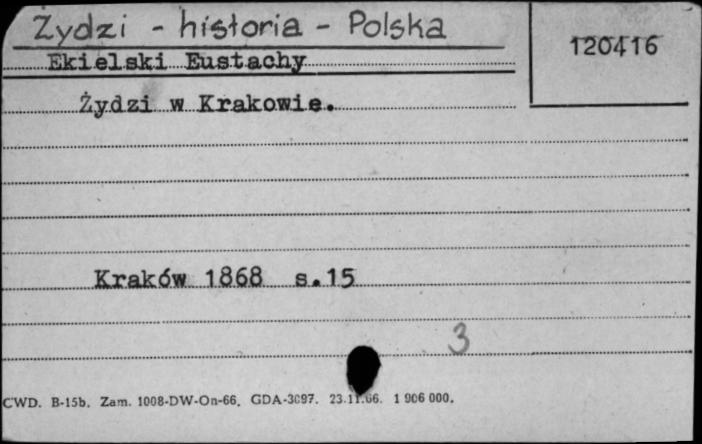 Żydzi - historia - Polska
120416
Ekielski Eustachy
Żydzi w Krakowie.
Kraków 1868 s.15
3
CWD. B-15b. Zam. 1008-DW-On-66. GDA-3097. 23.11.66. 1 906 000.